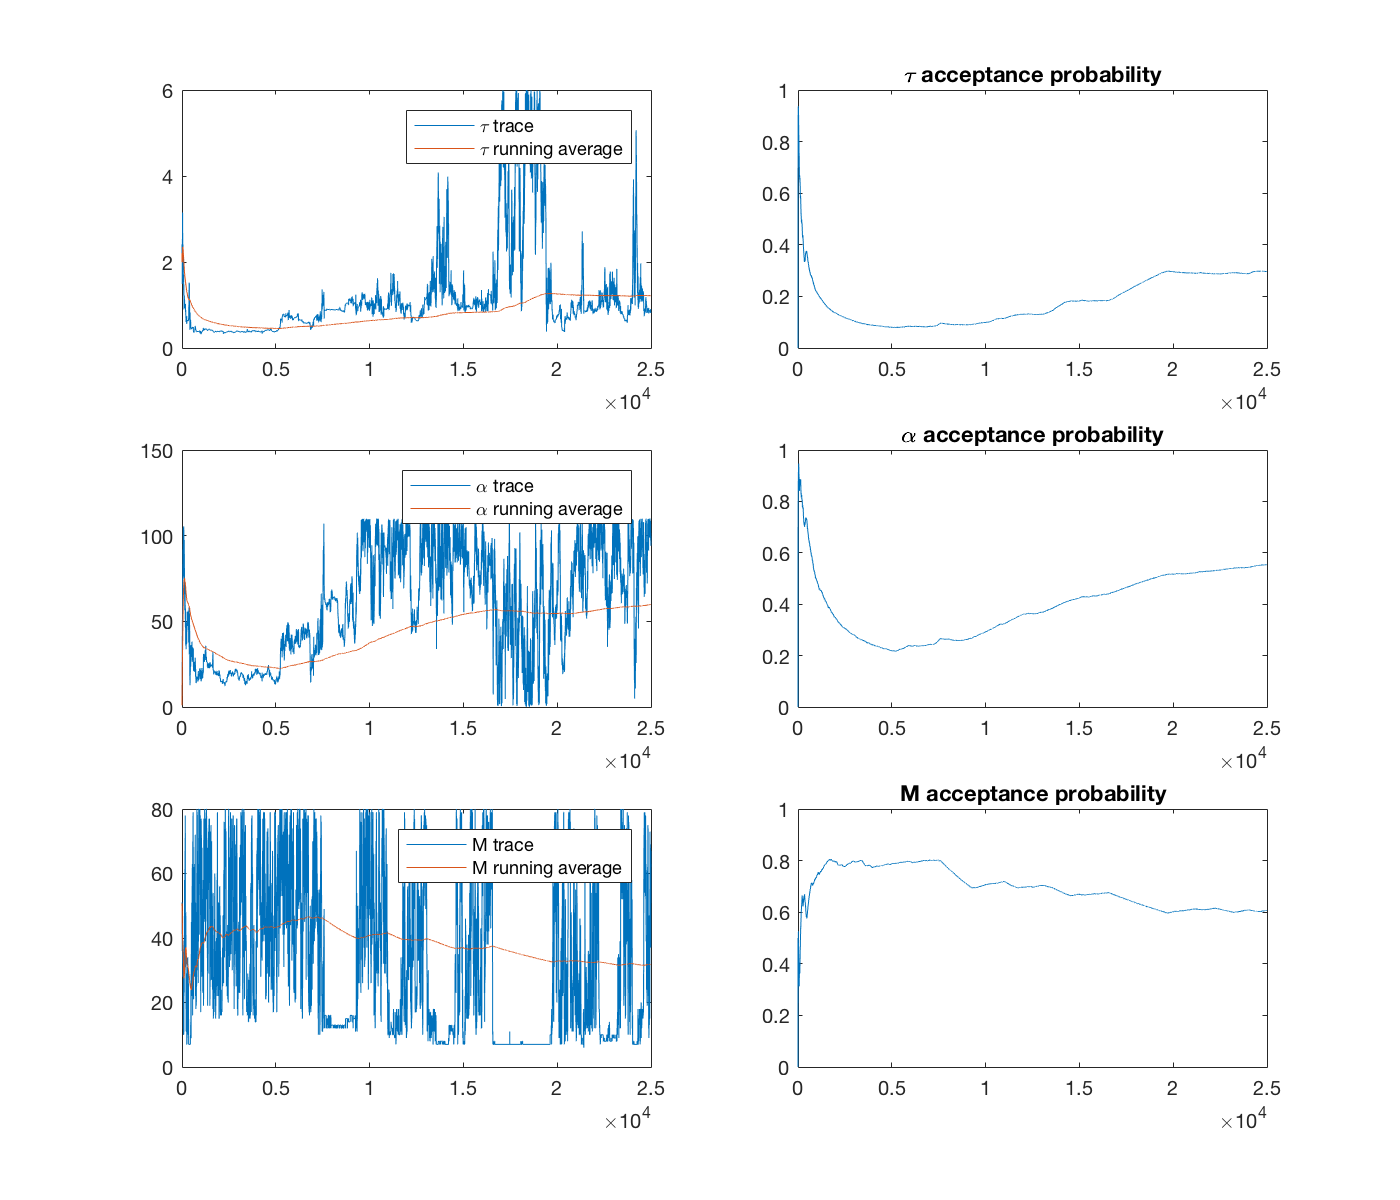 τ acceptance probability
6
4
2
0
τ trace
τ running average
0 0.5 1 1.5 2 2.5
×10^4
1
0.8
0.6
0.4
0.2
0
0 0.5 1 1.5 2 2.5
×10^4
α acceptance probability
150
100
50
0
α trace
α running average
0 0.5 1 1.5 2 2.5
×10^4
1
0.8
0.6
0.4
0.2
0
0 0.5 1 1.5 2 2.5
×10^4
M acceptance probability
80
60
40
20
0
M trace
M running average
0 0.5 1 1.5 2 2.5
×10^4
1
0.8
0.6
0.4
0.2
0
0 0.5 1 1.5 2 2.5
×10^4